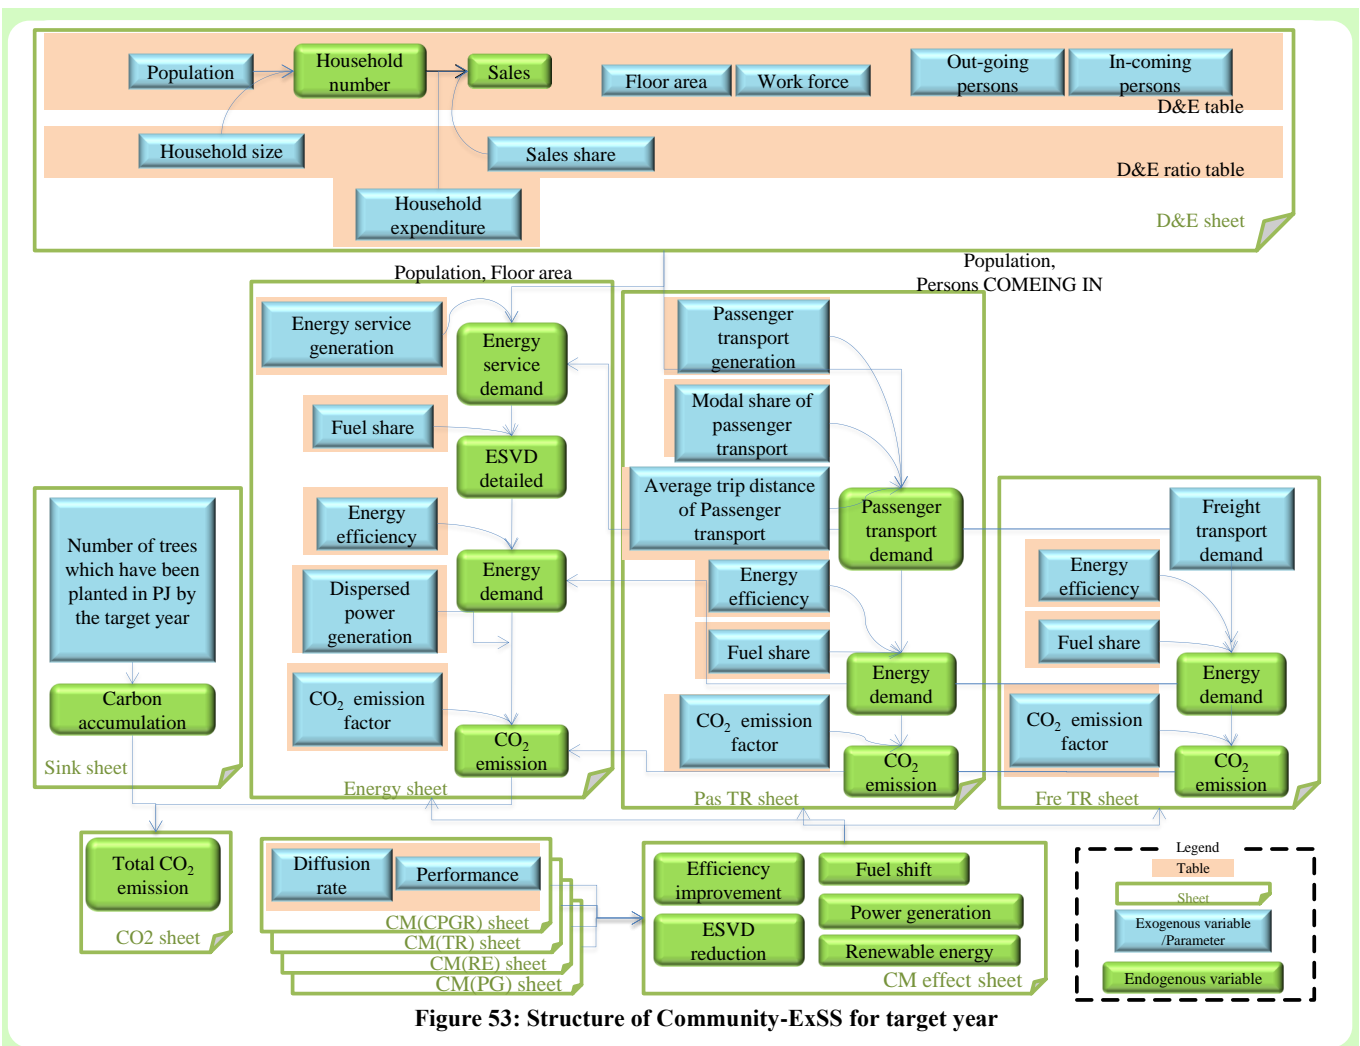 Population
Household
number
Sales
Floor area
Work force
Out-going
persons
In-coming
persons
D&E table
Household size
Sales share
D&E ratio table
Household
expenditure
D&E sheet
Population, Floor area
Population,
Persons COMEING IN
Energy service
generation
Energy
service
demand
Fuel share
ESVD
detailed
Energy
efficiency
Energy
demand
Dispersed
power
generation
CO2 emission
factor
CO2
emission
Energy sheet
Passenger
transport
generation
Modal share of
passenger
transport
Average trip distance
of Passenger
transport
Passenger
transport
demand
Energy
efficiency
Fuel share
Energy
demand
CO2 emission
factor
CO2
emission
Pas TR sheet
Freight
transport
demand
Energy
efficiency
Fuel share
Energy
demand
CO2 emission
factor
CO2
emission
Fre TR sheet
Number of trees
which have been
planted in PJ by
the target year
Carbon
accumulation
Sink sheet
Total CO2
emission
CO2 sheet
Diffusion
rate
Performance
CM(CPGR) sheet
CM(TR) sheet
CM(RE) sheet
CM(PG) sheet
Efficiency
improvement
Fuel shift
ESVD
reduction
Power generation
Renewable energy
CM effect sheet
Legend
Table
Sheet
Exogenous variable
/Parameter
Endogenous variable
Figure 53: Structure of Community-ExSS for target year